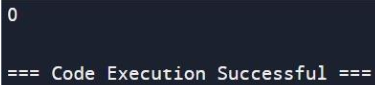 0
=== Code Execution Successful ===